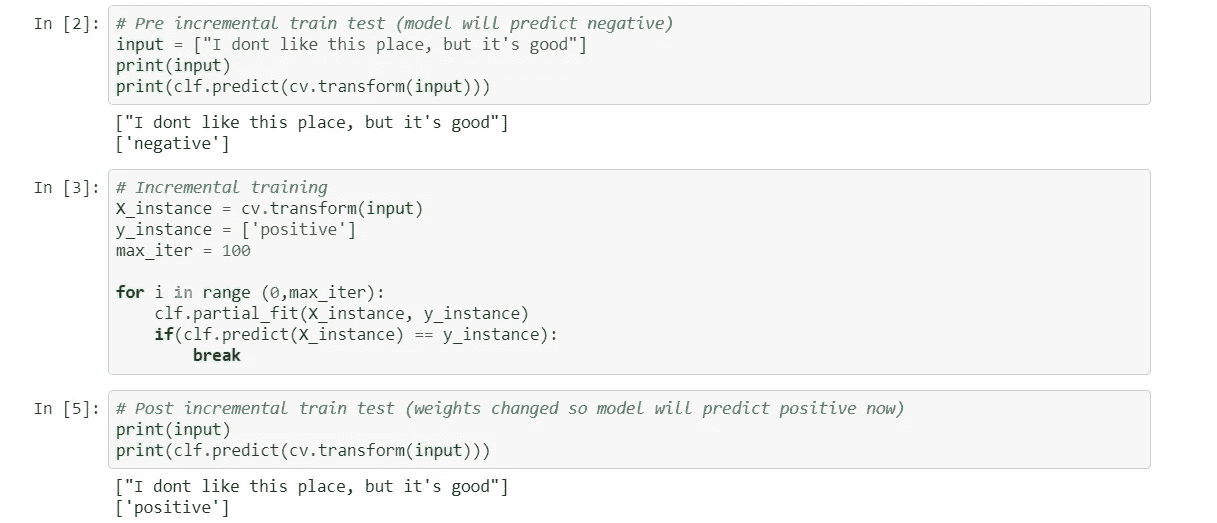 In [2]: # Pre incremental train test (model will predict negative)
input = ["I dont like this place, but it's good"]
print(input)
print(clf.predict(cv.transform(input)))
["I dont like this place, but it's good"]
['negative']
In [3]: # Incremental training
X_instance = cv.transform(input)
y_instance = ['positive']
max_iter = 100
for i in range (0,max_iter):
    clf.partial_fit(X_instance, y_instance)
    if(clf.predict(X_instance) == y_instance):
        break
In [5]: # Post incremental train test (weights changed so model will predict positive now)
print(input)
print(clf.predict(cv.transform(input)))
["I dont like this place, but it's good"]
['positive']